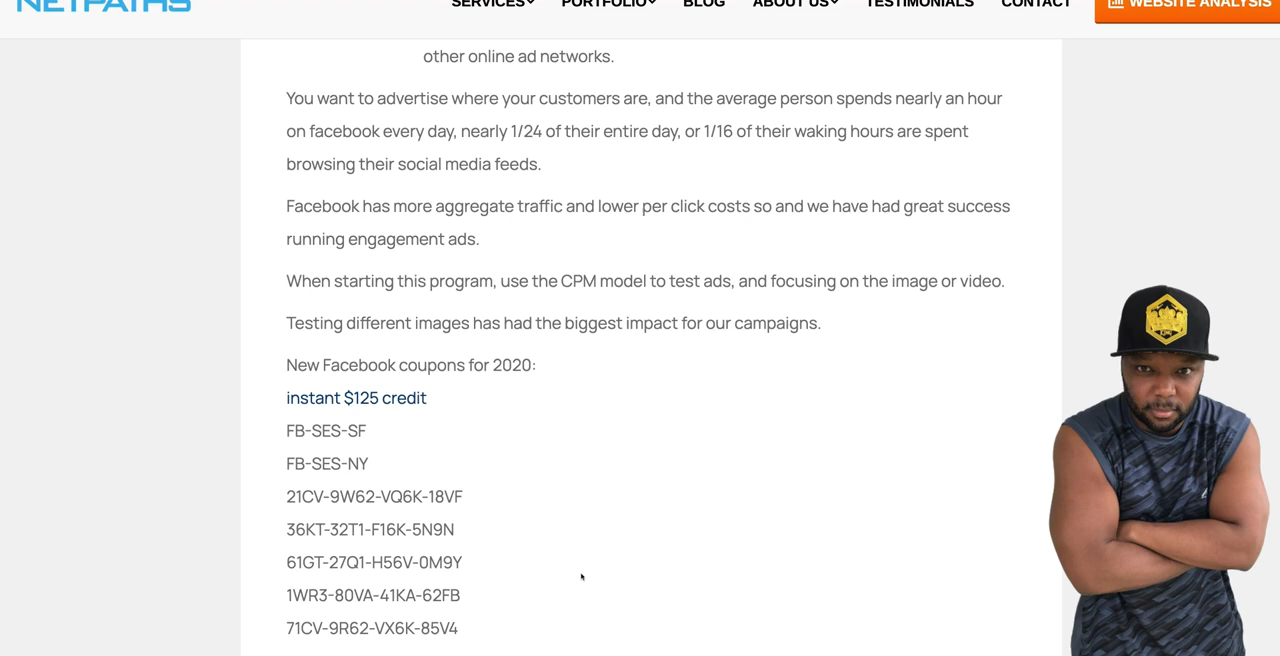 NETPATHS
SERVICES PORTFOLIO BLOG ABOUT US TESTIMONIALS CONTACT WEBSITE ANALYSIS
other online ad networks.
You want to advertise where your customers are, and the average person spends nearly an hour
on facebook every day, nearly 1/24 of their entire day, or 1/16 of their waking hours are spent
browsing their social media feeds.
Facebook has more aggregate traffic and lower per click costs so and we have had great success
running engagement ads.
When starting this program, use the CPM model to test ads, and focusing on the image or video.
Testing different images has had the biggest impact for our campaigns.
New Facebook coupons for 2020:
instant $125 credit
FB-SES-SF
FB-SES-NY
21CV-9W62-VQ6K-18VF
36KT-32T1-F16K-5N9N
61GT-27Q1-H56V-0M9Y
1WR3-80VA-41KA-62FB
71CV-9R62-VX6K-85V4